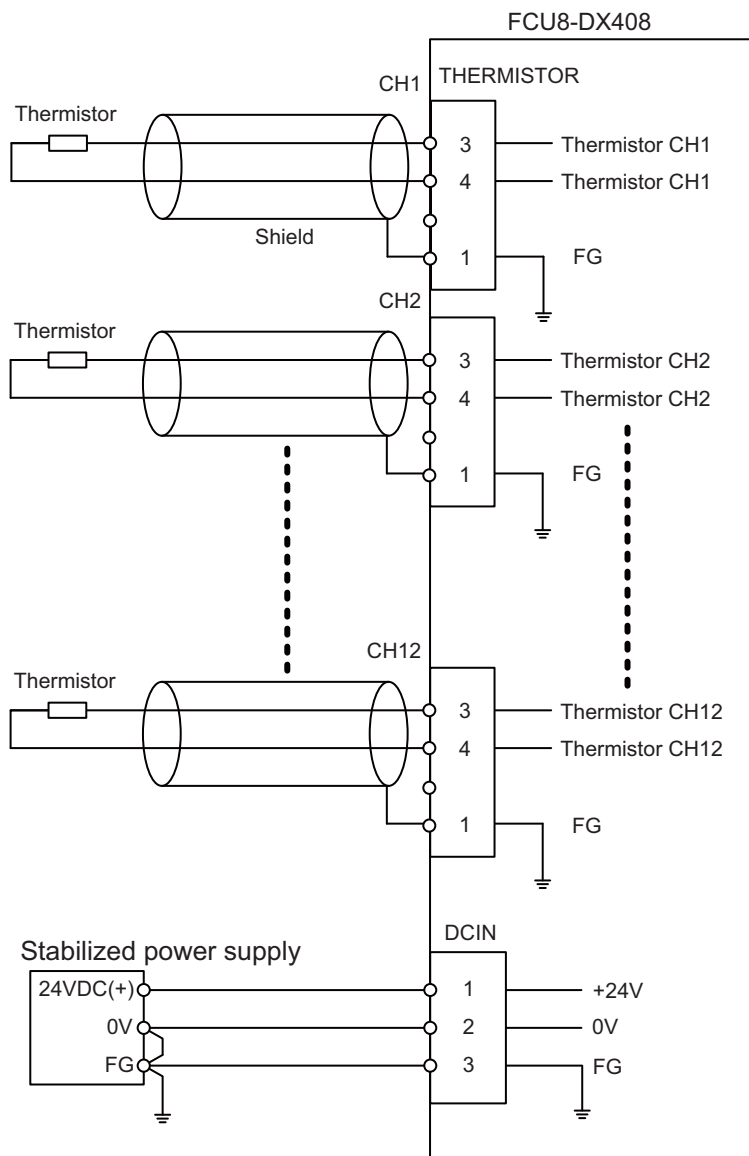 FCU8-DX408
CH1 THERMISTOR
Thermistor
3 Thermistor CH1
4 Thermistor CH1
Shield
1 FG
CH2
Thermistor
3 Thermistor CH2
4 Thermistor CH2
1 FG
CH12
Thermistor
3 Thermistor CH12
4 Thermistor CH12
1 FG
DCIN
Stabilized power supply
24VDC(+) 1 +24V
0V 2 0V
FG 3 FG